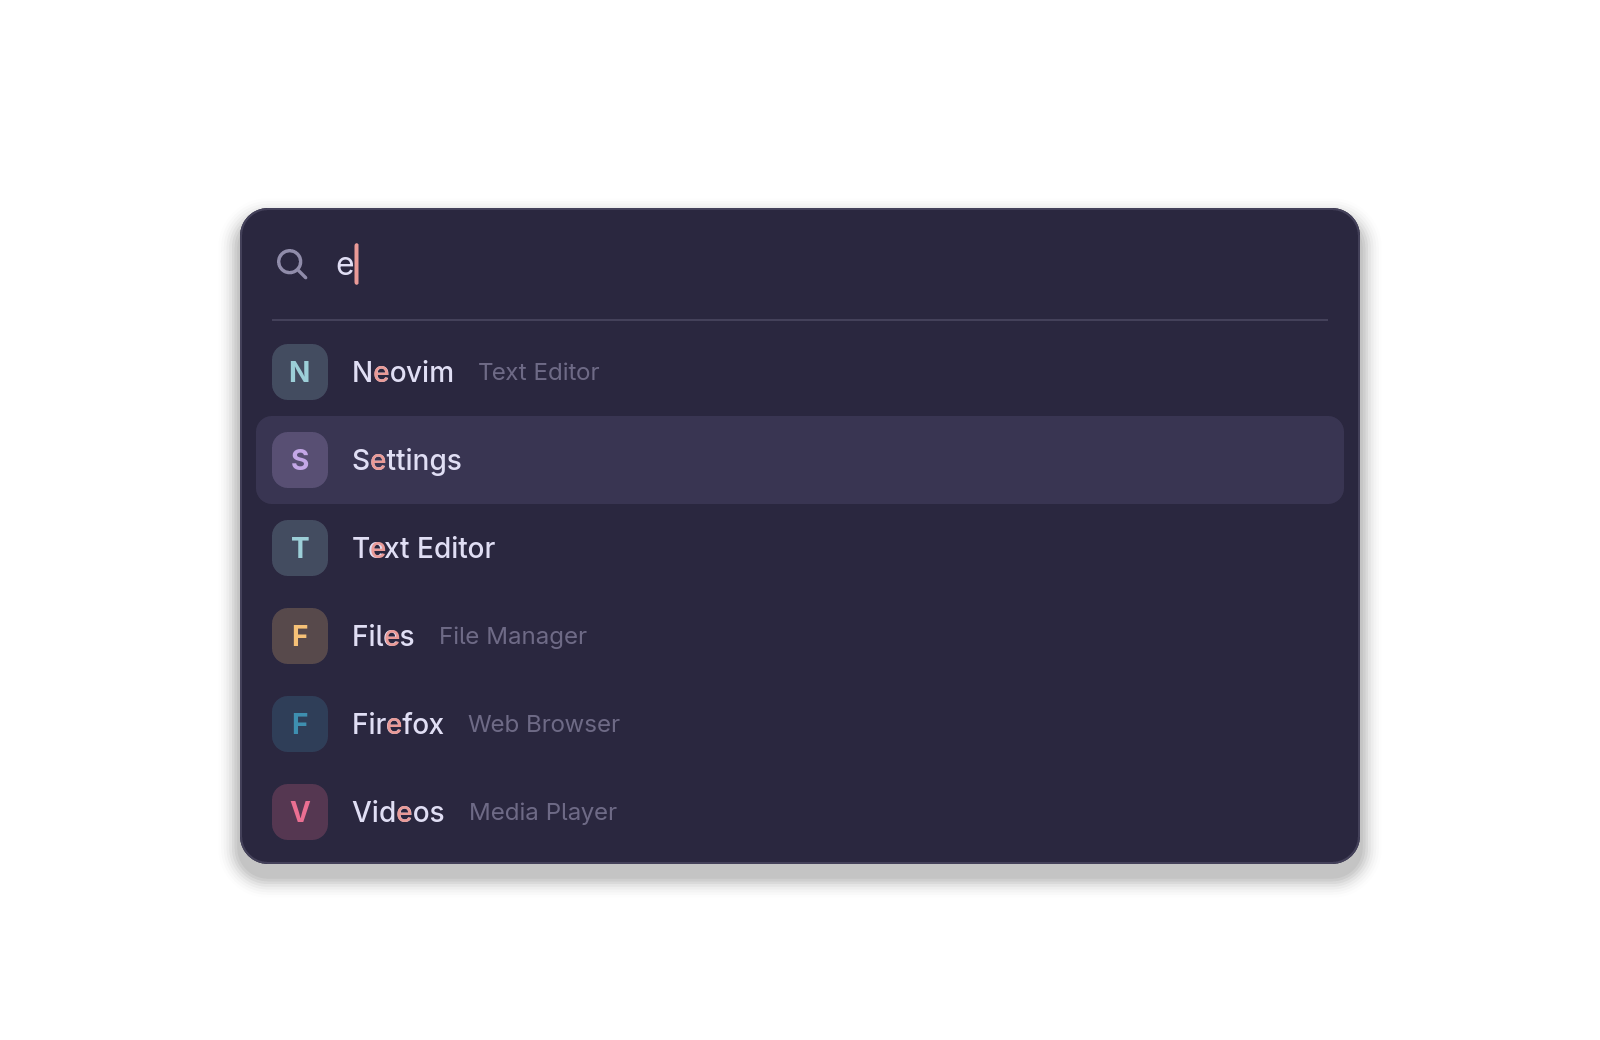 e
N Neovim Text Editor
S Settings
T Text Editor
F Files File Manager
F Firefox Web Browser
V Videos Media Player